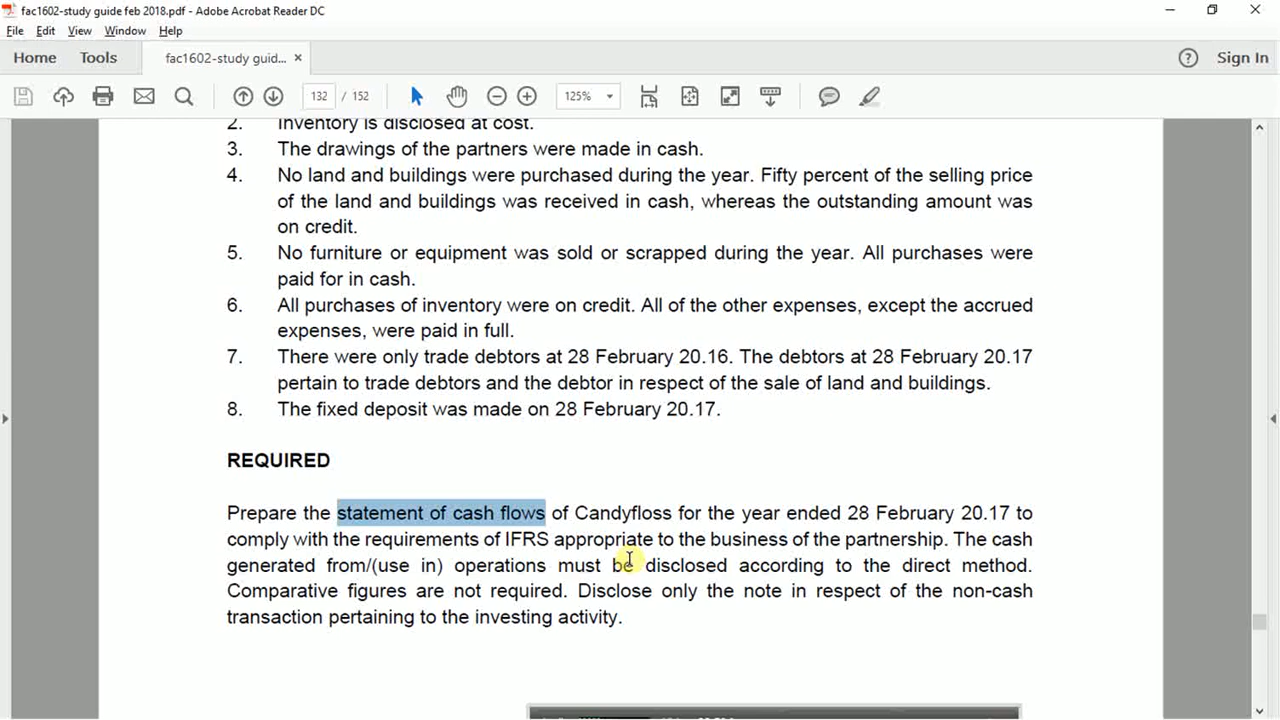 fac1602-study guide feb 2018.pdf - Adobe Acrobat Reader DC
File Edit View Window Help
Home Tools fac1602-study guid... × Sign In
132 / 152 125%
2. Inventory is disclosed at cost.
3. The drawings of the partners were made in cash.
4. No land and buildings were purchased during the year. Fifty percent of the selling price
of the land and buildings was received in cash, whereas the outstanding amount was
on credit.
5. No furniture or equipment was sold or scrapped during the year. All purchases were
paid for in cash.
6. All purchases of inventory were on credit. All of the other expenses, except the accrued
expenses, were paid in full.
7. There were only trade debtors at 28 February 20.16. The debtors at 28 February 20.17
pertain to trade debtors and the debtor in respect of the sale of land and buildings.
8. The fixed deposit was made on 28 February 20.17.
REQUIRED
Prepare the statement of cash flows of Candyfloss for the year ended 28 February 20.17 to
comply with the requirements of IFRS appropriate to the business of the partnership. The cash
generated from/(use in) operations must be disclosed according to the direct method.
Comparative figures are not required. Disclose only the note in respect of the non-cash
transaction pertaining to the investing activity.